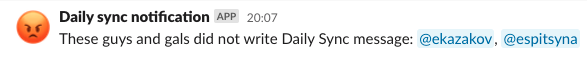 Daily sync notification APP 20:07
These guys and gals did not write Daily Sync message: @ekazakov, @espitsyna